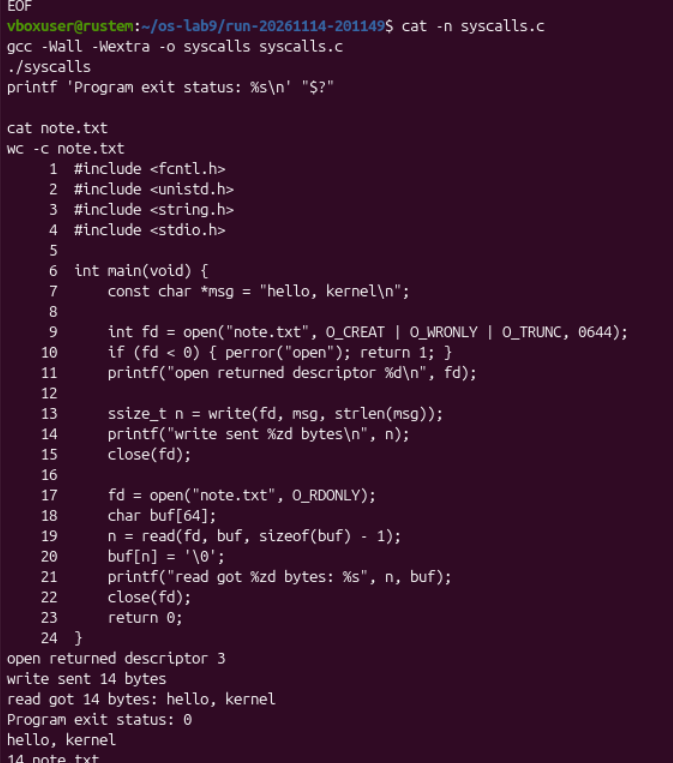 EOF
vboxuser@rustem:~/os-lab9/run-20261114-201149$ cat -n syscalls.c
gcc -Wall -Wextra -o syscalls syscalls.c
./syscalls
printf 'Program exit status: %s\n' "$?"

cat note.txt
wc -c note.txt
     1  #include <fcntl.h>
     2  #include <unistd.h>
     3  #include <string.h>
     4  #include <stdio.h>
     5
     6  int main(void) {
     7      const char *msg = "hello, kernel\n";
     8
     9      int fd = open("note.txt", O_CREAT | O_WRONLY | O_TRUNC, 0644);
    10      if (fd < 0) { perror("open"); return 1; }
    11      printf("open returned descriptor %d\n", fd);
    12
    13      ssize_t n = write(fd, msg, strlen(msg));
    14      printf("write sent %zd bytes\n", n);
    15      close(fd);
    16
    17      fd = open("note.txt", O_RDONLY);
    18      char buf[64];
    19      n = read(fd, buf, sizeof(buf) - 1);
    20      buf[n] = '\0';
    21      printf("read got %zd bytes: %s", n, buf);
    22      close(fd);
    23      return 0;
    24  }
open returned descriptor 3
write sent 14 bytes
read got 14 bytes: hello, kernel
Program exit status: 0
hello, kernel
14 note.txt